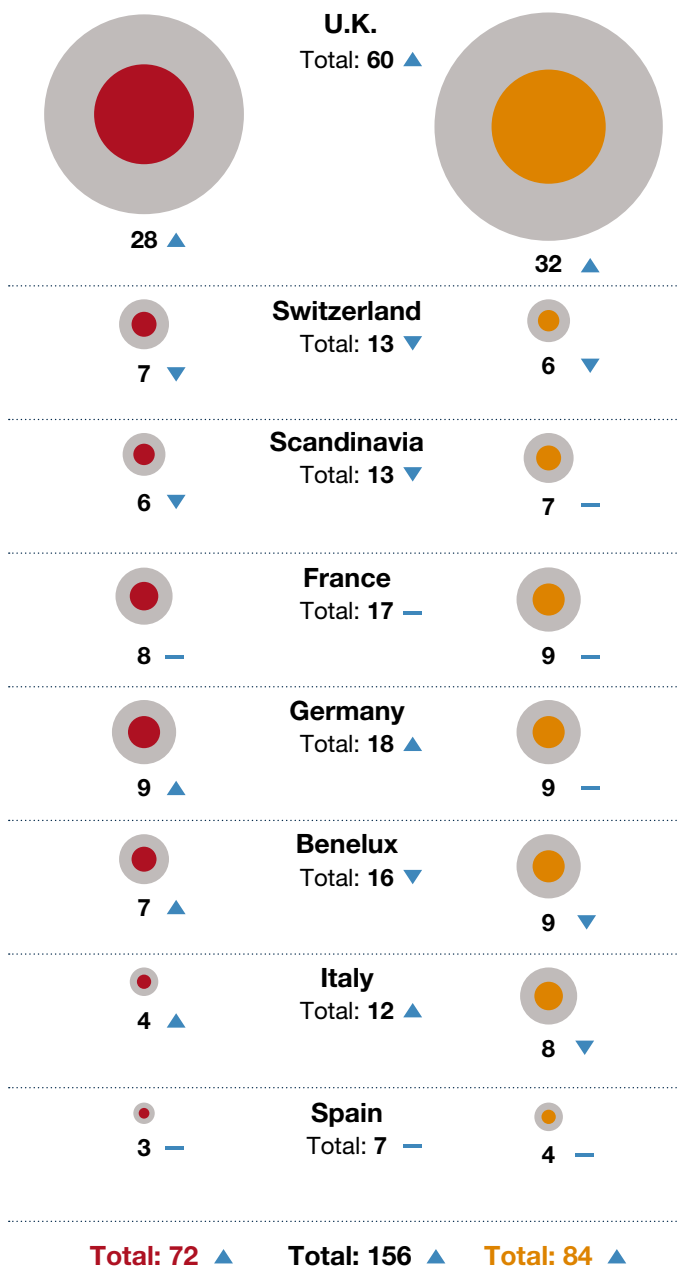 U.K.
Total: 60 ▲
28 ▲
32 ▲
Switzerland
Total: 13 ▼
7 ▼
6 ▼
Scandinavia
Total: 13 ▼
6 ▼
7 —
France
Total: 17 —
8 —
9 —
Germany
Total: 18 ▲
9 ▲
9 —
Benelux
Total: 16 ▼
7 ▲
9 ▼
Italy
Total: 12 ▲
4 ▲
8 ▼
Spain
Total: 7 —
3 —
4 —
Total: 72 ▲ Total: 156 ▲ Total: 84 ▲